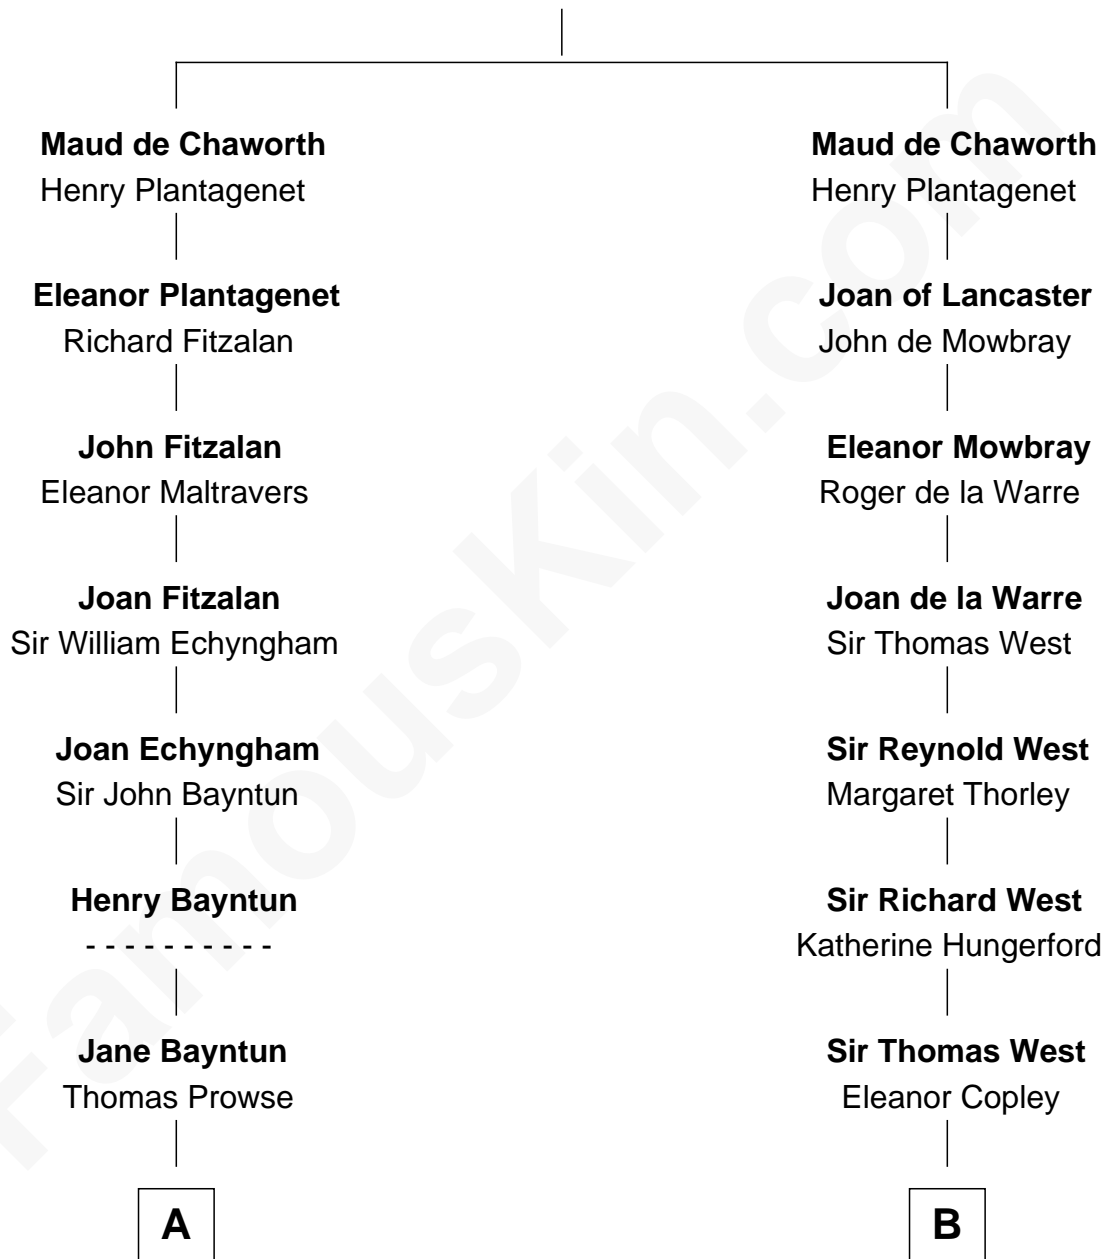 Maud de Chaworth
Henry Plantagenet
Eleanor Plantagenet
Richard Fitzalan
John Fitzalan
Eleanor Maltravers
Joan Fitzalan
Sir William Echyngham
Joan Echyngham
Sir John Bayntun
Henry Bayntun
- - - - - - - - - -
Jane Bayntun
Thomas Prowse
A
Maud de Chaworth
Henry Plantagenet
Joan of Lancaster
John de Mowbray
Eleanor Mowbray
Roger de la Warre
Joan de la Warre
Sir Thomas West
Sir Reynold West
Margaret Thorley
Sir Richard West
Katherine Hungerford
Sir Thomas West
Eleanor Copley
B
FamousKin.com